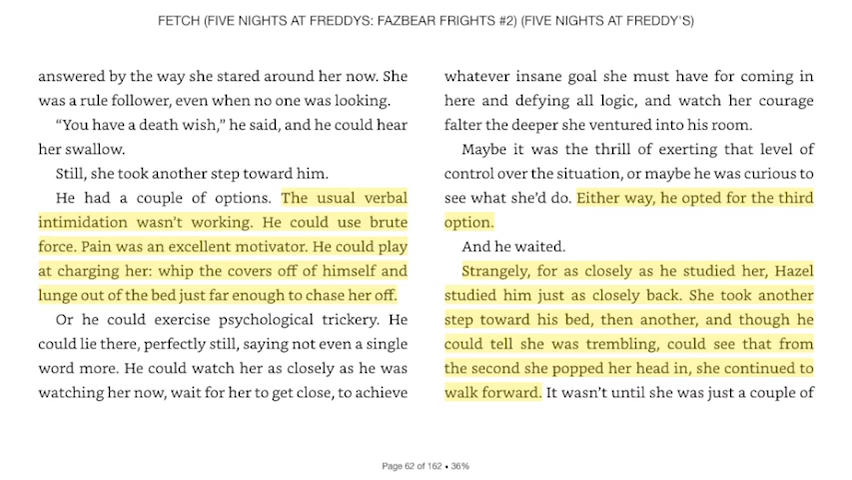 FETCH (FIVE NIGHTS AT FREDDYS: FAZBEAR FRIGHTS #2) (FIVE NIGHTS AT FREDDY'S)
answered by the way she stared around her now. She
was a rule follower, even when no one was looking.
“You have a death wish,” he said, and he could hear
her swallow.
Still, she took another step toward him.
He had a couple of options. The usual verbal
intimidation wasn’t working. He could use brute
force. Pain was an excellent motivator. He could play
at charging her: whip the covers off of himself and
lunge out of the bed just far enough to chase her off.
Or he could exercise psychological trickery. He
could lie there, perfectly still, saying not even a single
word more. He could watch her as closely as he was
watching her now, wait for her to get close, to achieve
whatever insane goal she must have for coming in
here and defying all logic, and watch her courage
falter the deeper she ventured into his room.
Maybe it was the thrill of exerting that level of
control over the situation, or maybe he was curious to
see what she’d do. Either way, he opted for the third
option.
And he waited.
Strangely, for as closely as he studied her, Hazel
studied him just as closely back. She took another
step toward his bed, then another, and though he
could tell she was trembling, could see that from
the second she popped her head in, she continued to
walk forward. It wasn’t until she was just a couple of
Page 62 of 162 • 36%